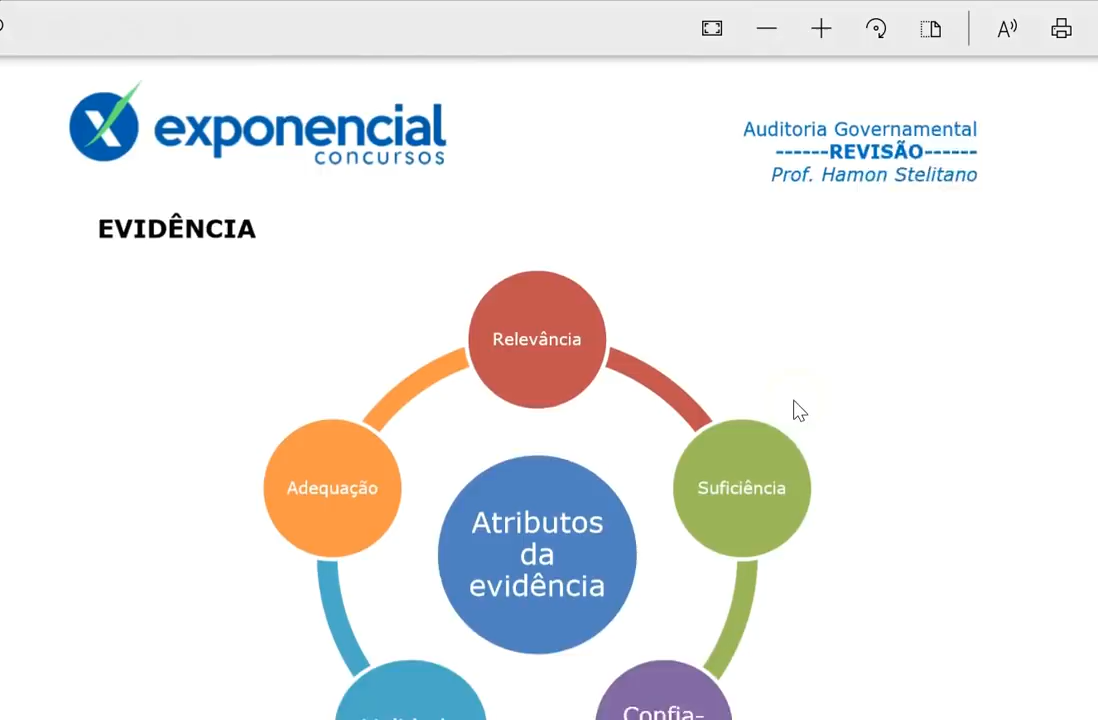 exponencial
concursos
Auditoria Governamental
------REVISÃO------
Prof. Hamon Stelitano
EVIDÊNCIA
Relevância
Adequação
Suficiência
Atributos
da
evidência
Confia-